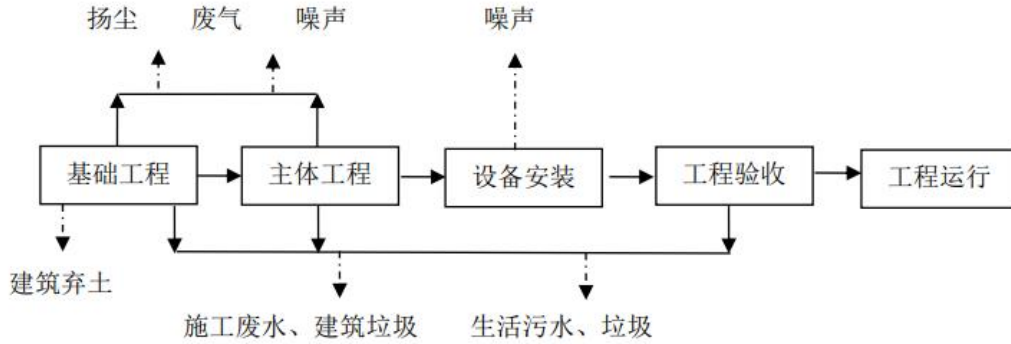 扬尘 废气 噪声 噪声
基础工程 主体工程 设备安装 工程验收 工程运行
建筑弃土
施工废水、建筑垃圾 生活污水、垃圾